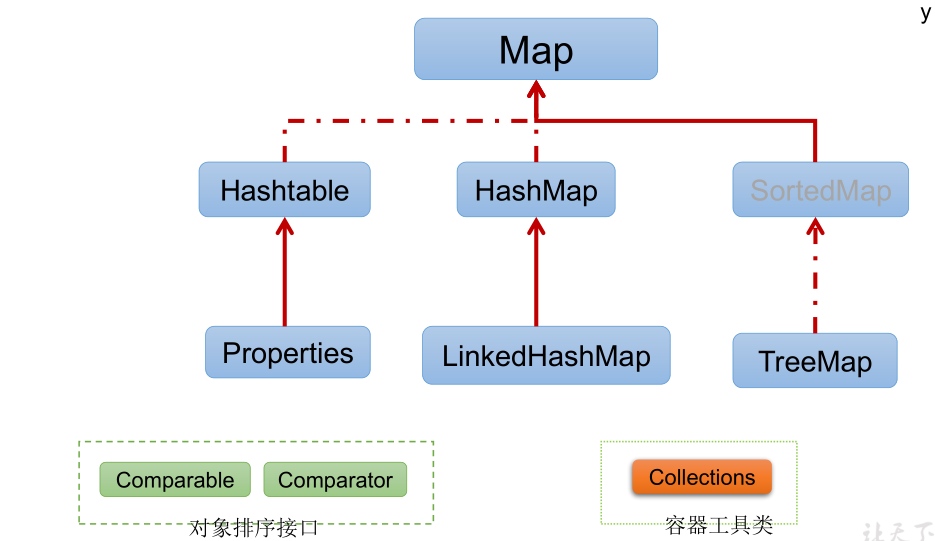 y
Map
Hashtable
HashMap
SortedMap
Properties
LinkedHashMap
TreeMap
Comparable
Comparator
对象排序接口
Collections
容器工具类
让天下